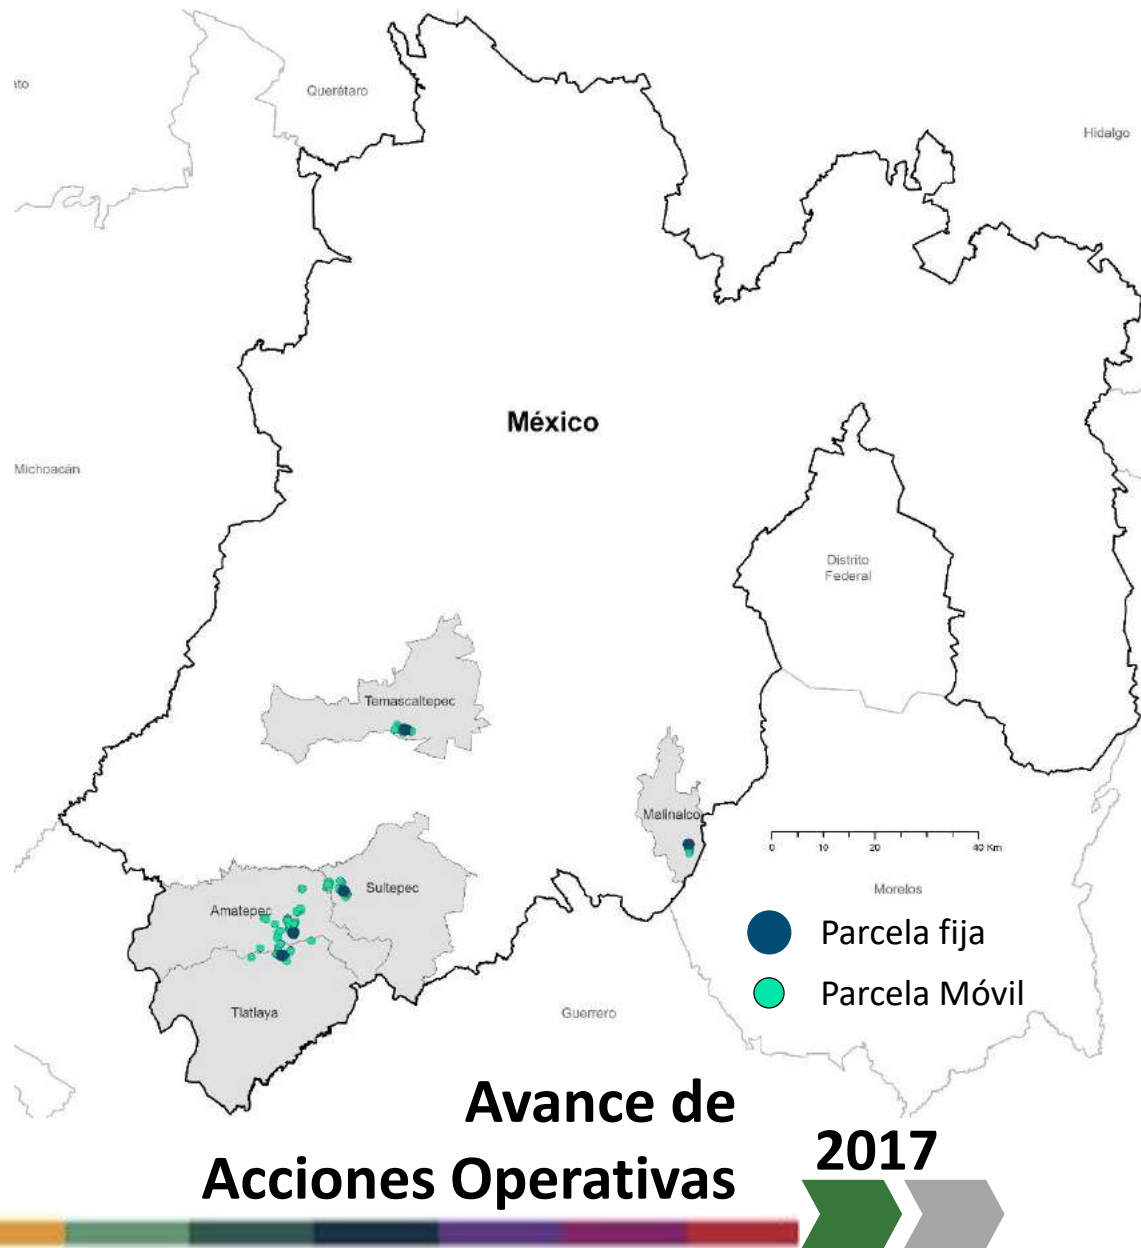 Querétaro
ato
Hidalgo
México
Michoacán
Distrito
Federal
Temascaltepec
Malinalco
0 10 20 40 Km
Sultepec
Morelos
Amatepec
Parcela fija
Parcela Móvil
Tlatlaya
Guerrero
Avance de
Acciones Operativas
2017